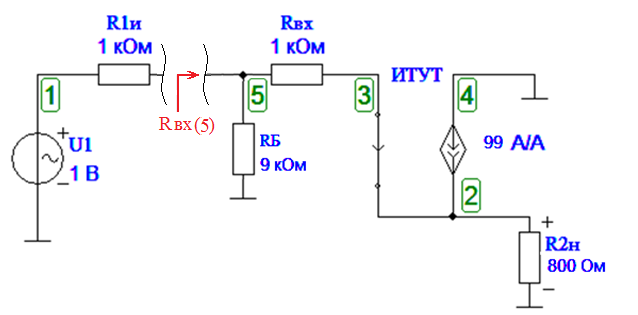 R1и
1 кОм
Rвх
1 кОм
ИТУТ
1
5
3
4
Rвх(5)
+
U1
1 В
−
RБ
9 кОм
99 А/А
2
+
R2н
800 Ом
−